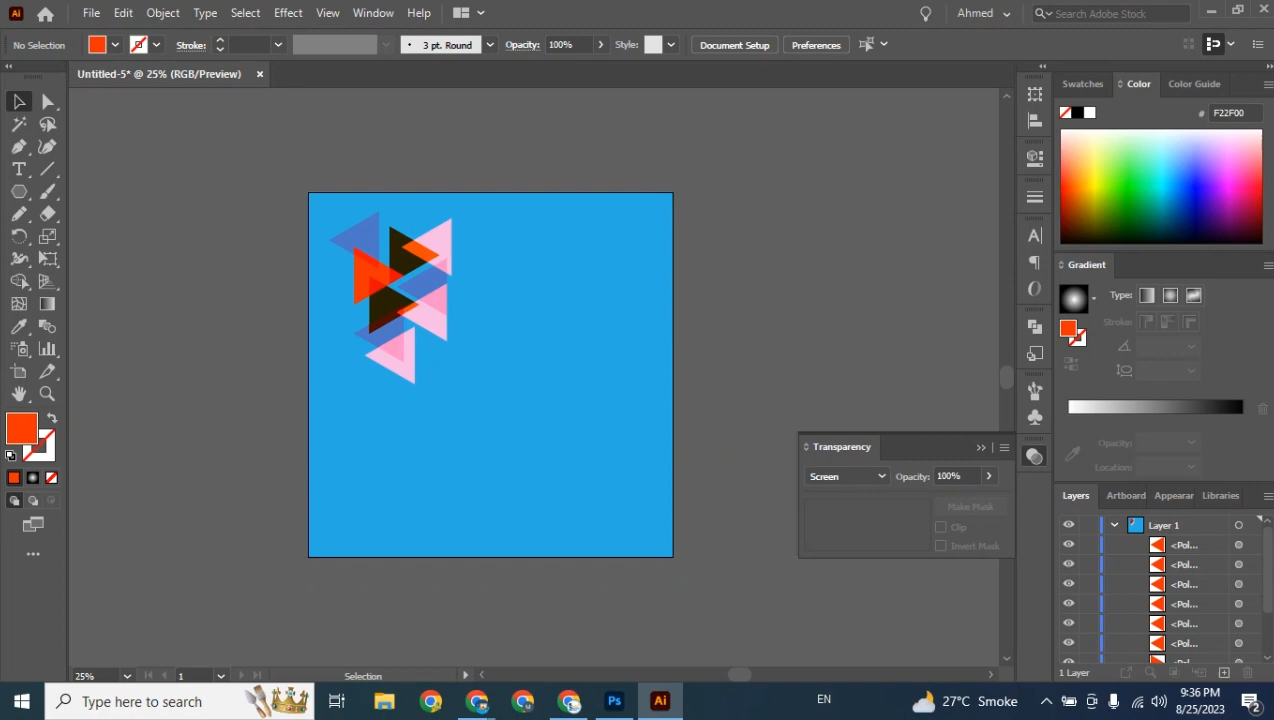 Ai File Edit Object Type Select Effect View Window Help Ahmed Search Adobe Stock
No Selection Stroke: 3 pt. Round Opacity: 100% Style: Document Setup Preferences
Untitled-5* @ 25% (RGB/Preview)
Swatches Color Color Guide
# F22F00
Gradient
Type:
Stroke:
Transparency
Screen Opacity: 100%
Make Mask
Clip
Invert Mask
Opacity:
Location:
Layers Artboard Appearar Libraries
Layer 1
<Pol...
<Pol...
<Pol...
<Pol...
<Pol...
<Pol...
<Pol...
1 Layer
25% 1 Selection
Type here to search Ps Ai EN 27°C Smoke 9:36 PM
8/25/2023 2